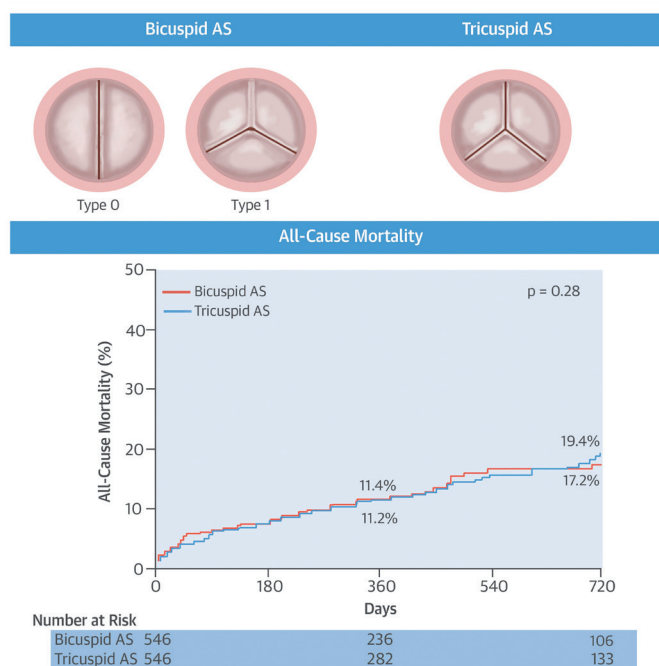 Bicuspid AS Tricuspid AS
Type 0 Type 1
All-Cause Mortality
All-Cause Mortality (%)
50
40
30
20
10
0
Bicuspid AS
Tricuspid AS
p = 0.28
11.4%
11.2%
19.4%
17.2%
0 180 360 540 720
Days
Number at Risk
Bicuspid AS 546 236 106
Tricuspid AS 546 282 133